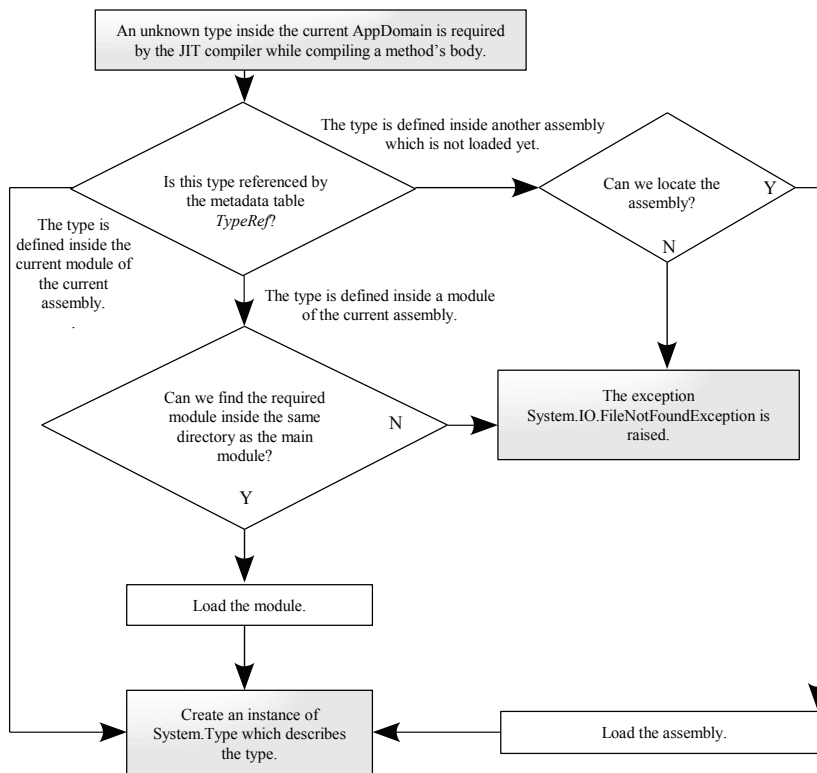 An unknown type inside the current AppDomain is required
by the JIT compiler while compiling a method's body.
The type is defined inside another assembly
which is not loaded yet.
Is this type referenced by
the metadata table
TypeRef?
Can we locate the
assembly?
Y
N
The type is
defined inside the
current module of
the current
assembly.
.
The type is defined inside a module
of the current assembly.
Can we find the required
module inside the same
directory as the main
module?
N
Y
The exception
System.IO.FileNotFoundException is
raised.
Load the module.
Create an instance of
System.Type which describes
the type.
Load the assembly.